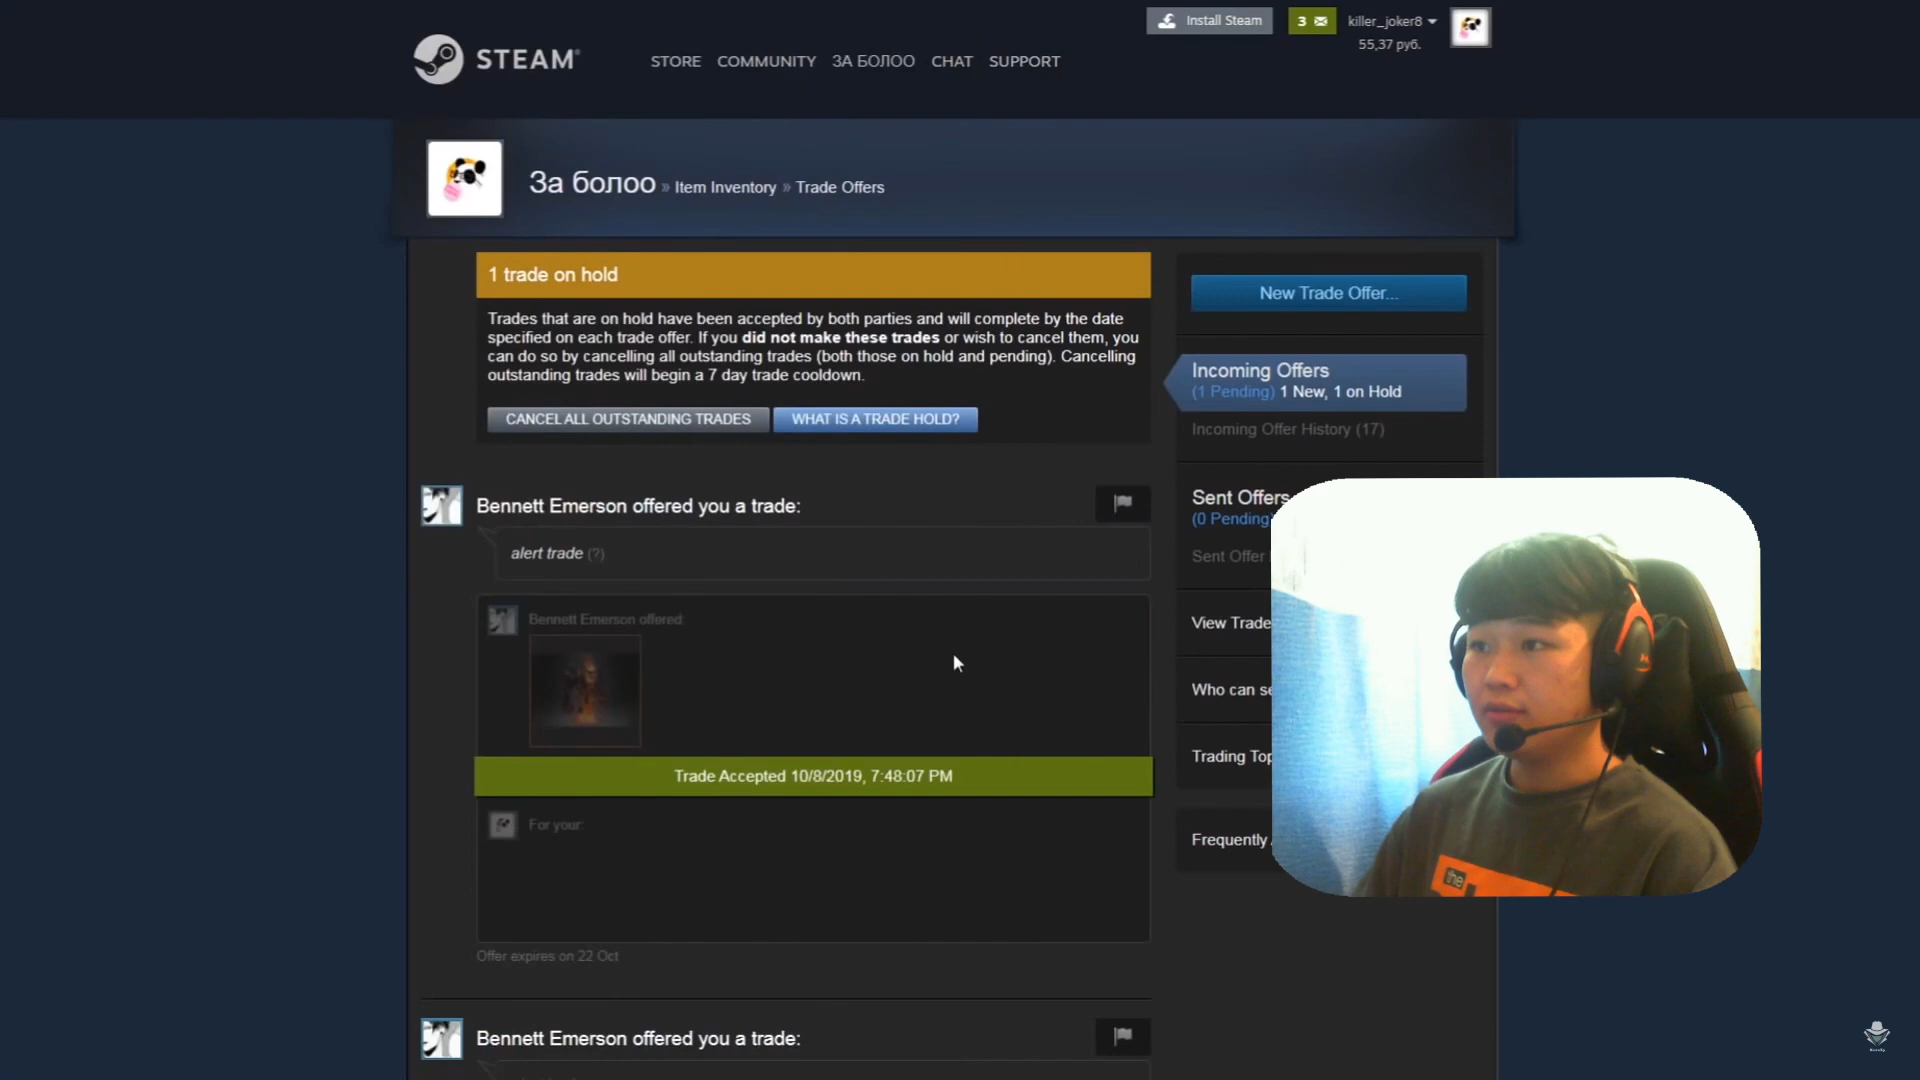 Install Steam
3
killer_joker8
55,37 pуб.
STEAM®
STORE COMMUNITY ЗА БОЛОО CHAT SUPPORT
За болоо » Item Inventory » Trade Offers
1 trade on hold
Trades that are on hold have been accepted by both parties and will complete by the date
specified on each trade offer. If you did not make these trades or wish to cancel them, you
can do so by cancelling all outstanding trades (both those on hold and pending). Cancelling
outstanding trades will begin a 7 day trade cooldown.
CANCEL ALL OUTSTANDING TRADES
WHAT IS A TRADE HOLD?
Bennett Emerson offered you a trade:
alert trade (?)
Bennett Emerson offered:
Trade Accepted 10/8/2019, 7:48:07 PM
For your:
Offer expires on 22 Oct
Bennett Emerson offered you a trade:
New Trade Offer...
Incoming Offers
(1 Pending) 1 New, 1 on Hold
Incoming Offer History (17)
Sent Offers
(0 Pending)
Sent Offer
View Trade
Who can se
Trading Top
Frequently
the